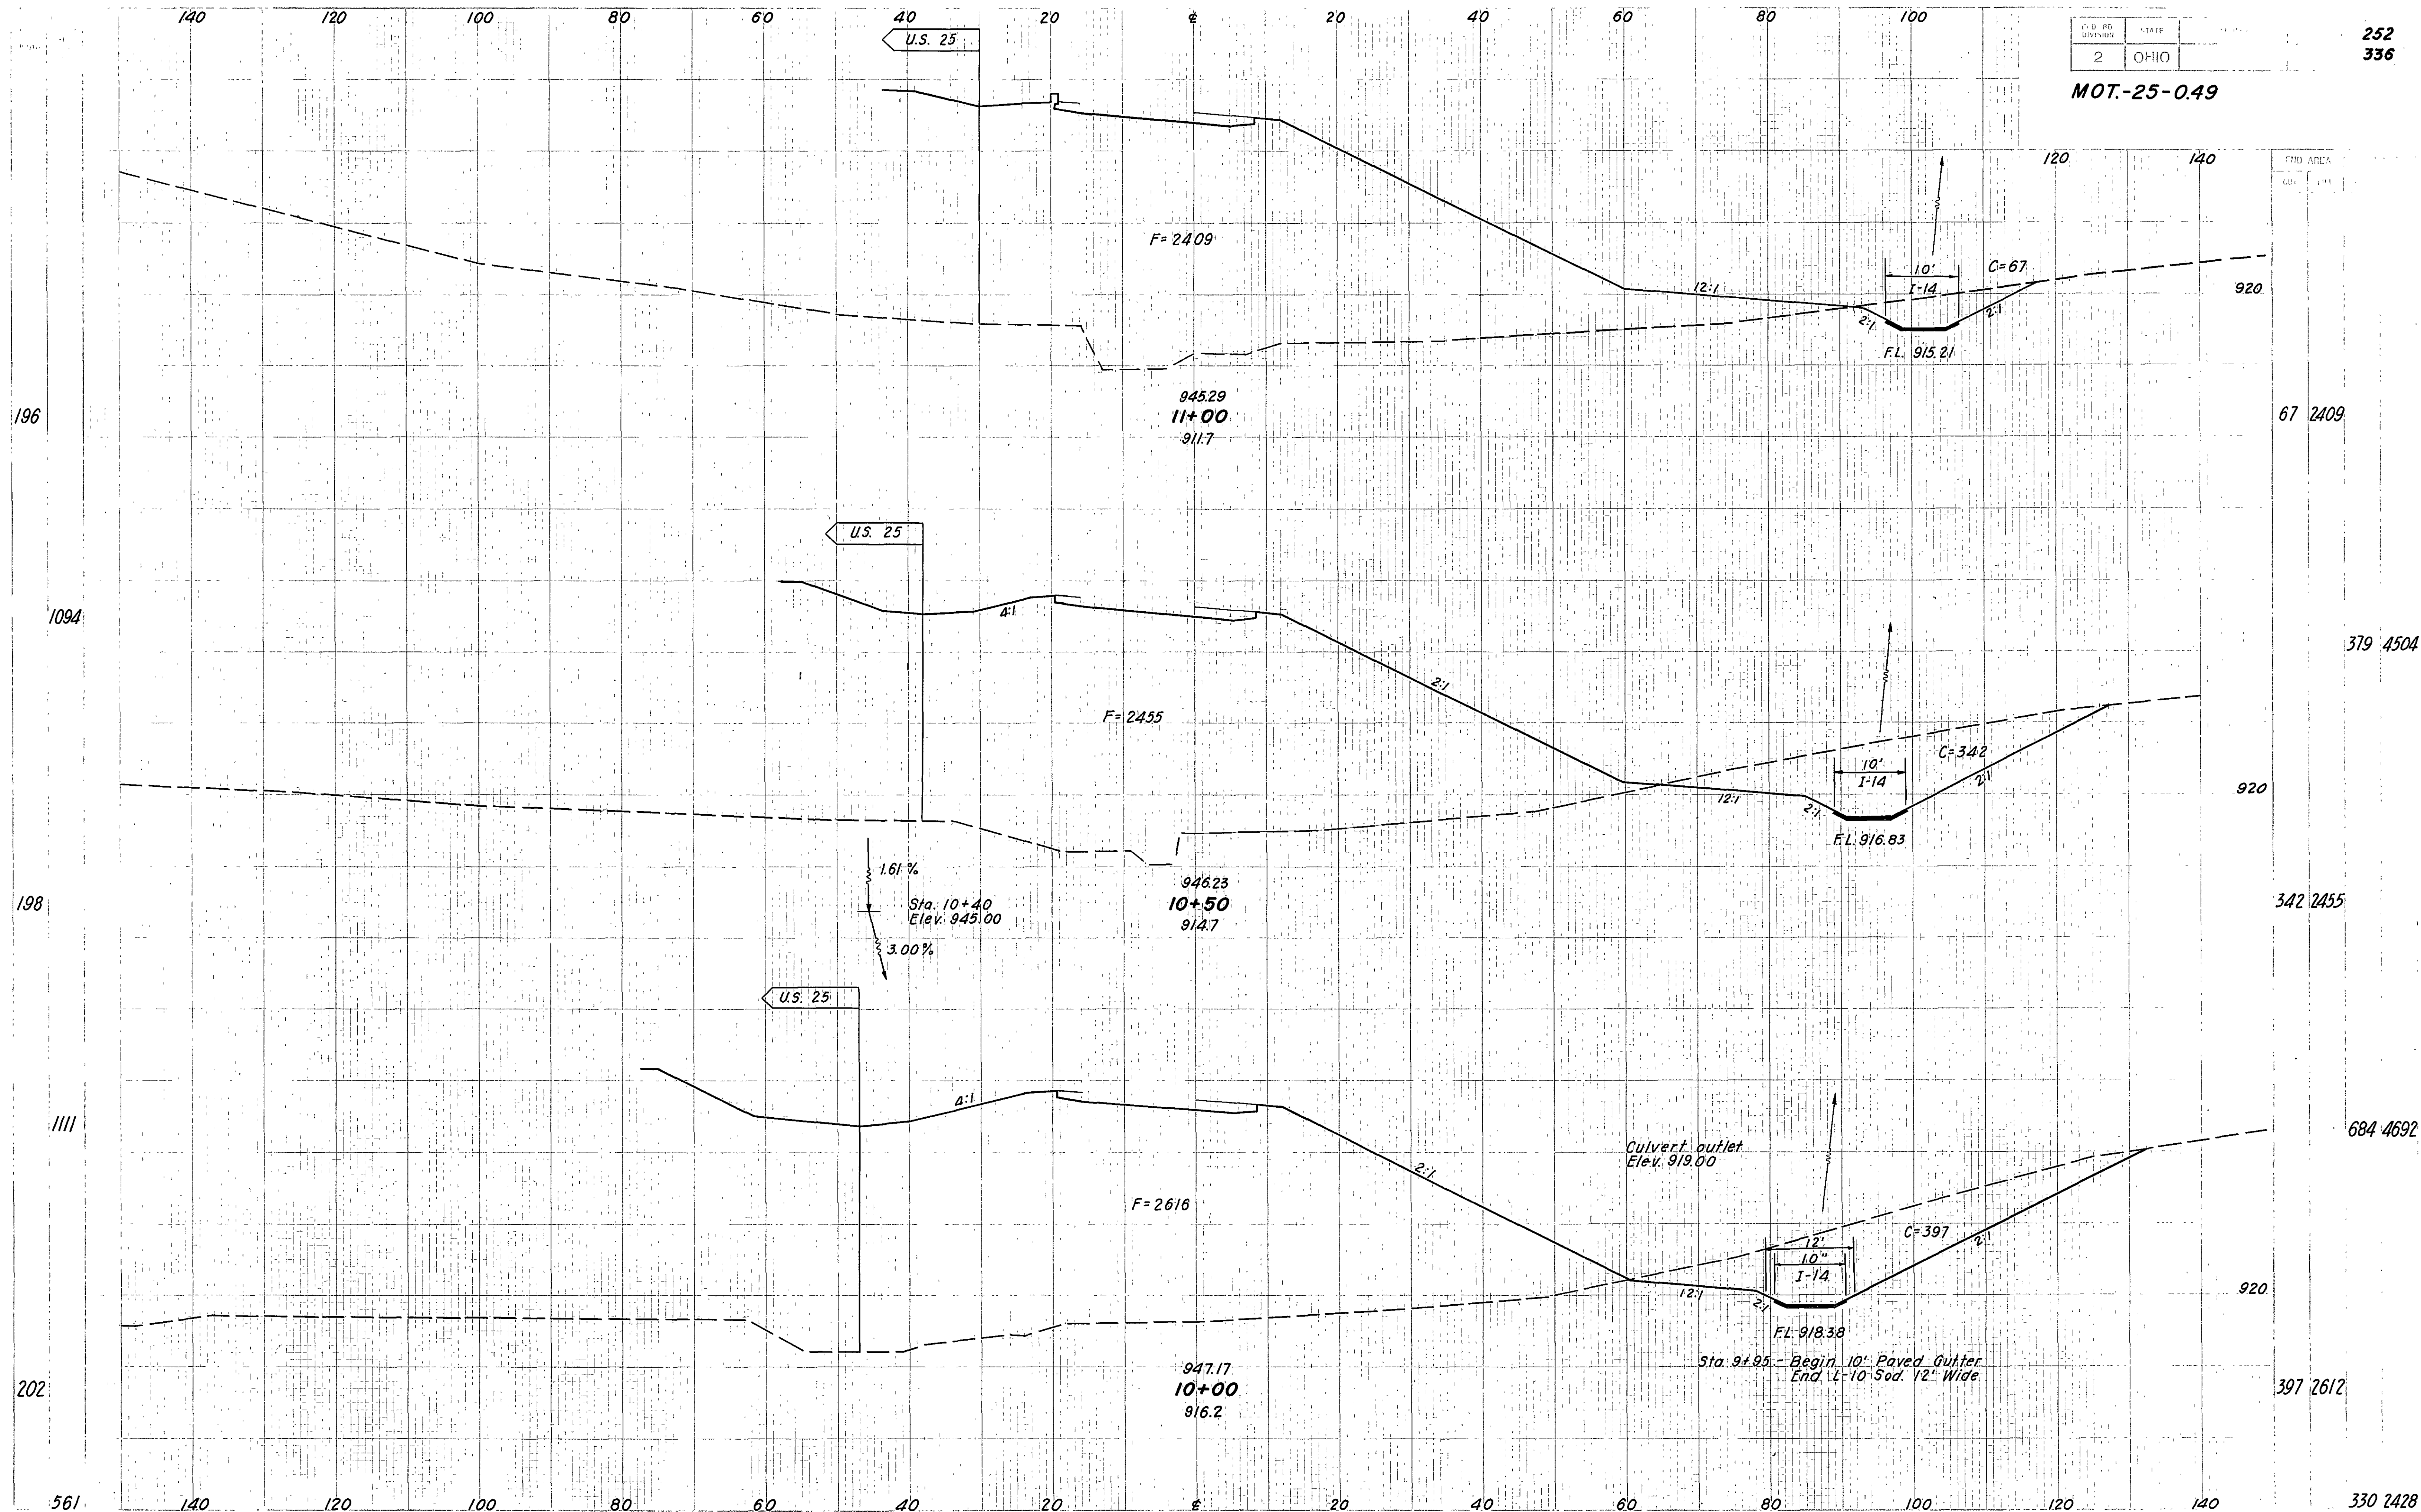 140 120 100 80 60 40 20 ℄ 20 40 60 80 100
FED. RD. DIVISION STATE
2 OHIO
252
336
MOT.-25-0.49
U.S. 25
120 140
END AREA
F= 2409
10'
I-14
C=67
12:1
2:1
2:1
920
F.L. 915.21
945.29
11+00
911.7
196
67 2409
U.S. 25
4:1
1094
379 4504
2:1
F= 2455
C=342
10'
I-14
12:1
2:1
2:1
920
F.L. 916.83
1.61%
Sta. 10+40
Elev. 945.00
3.00%
946.23
10+50
914.7
198
342 2455
U.S. 25
4:1
1111
684 4692
Culvert outlet
Elev. 919.00
2:1
F= 2616
C=397
12'
10"
I-14
12:1
2:1
2:1
920
F.L. 918.38
Sta. 9+95 - Begin 10' Paved Gutter
End L-10 Sod. 12' Wide
947.17
10+00
916.2
202
397 2612
561
140 120 100 80 60 40 20 ℄ 20 40 60 80 100 120 140
330 2428